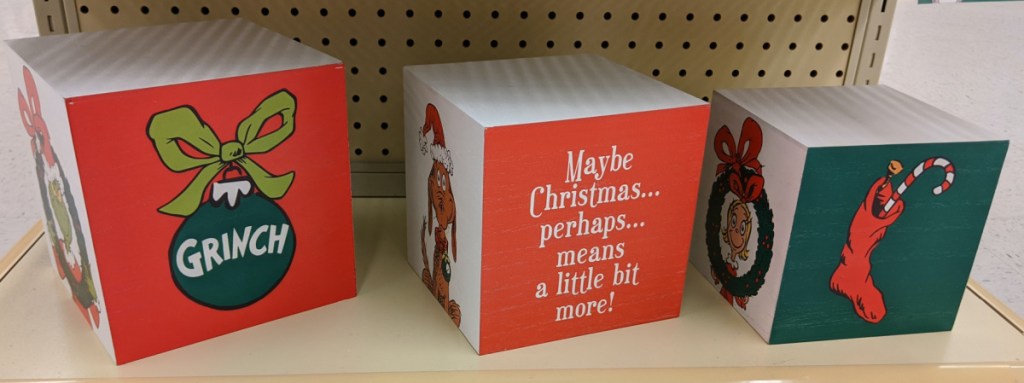 GRINCH
Maybe
Christmas...
perhaps...
means
a little bit
more!